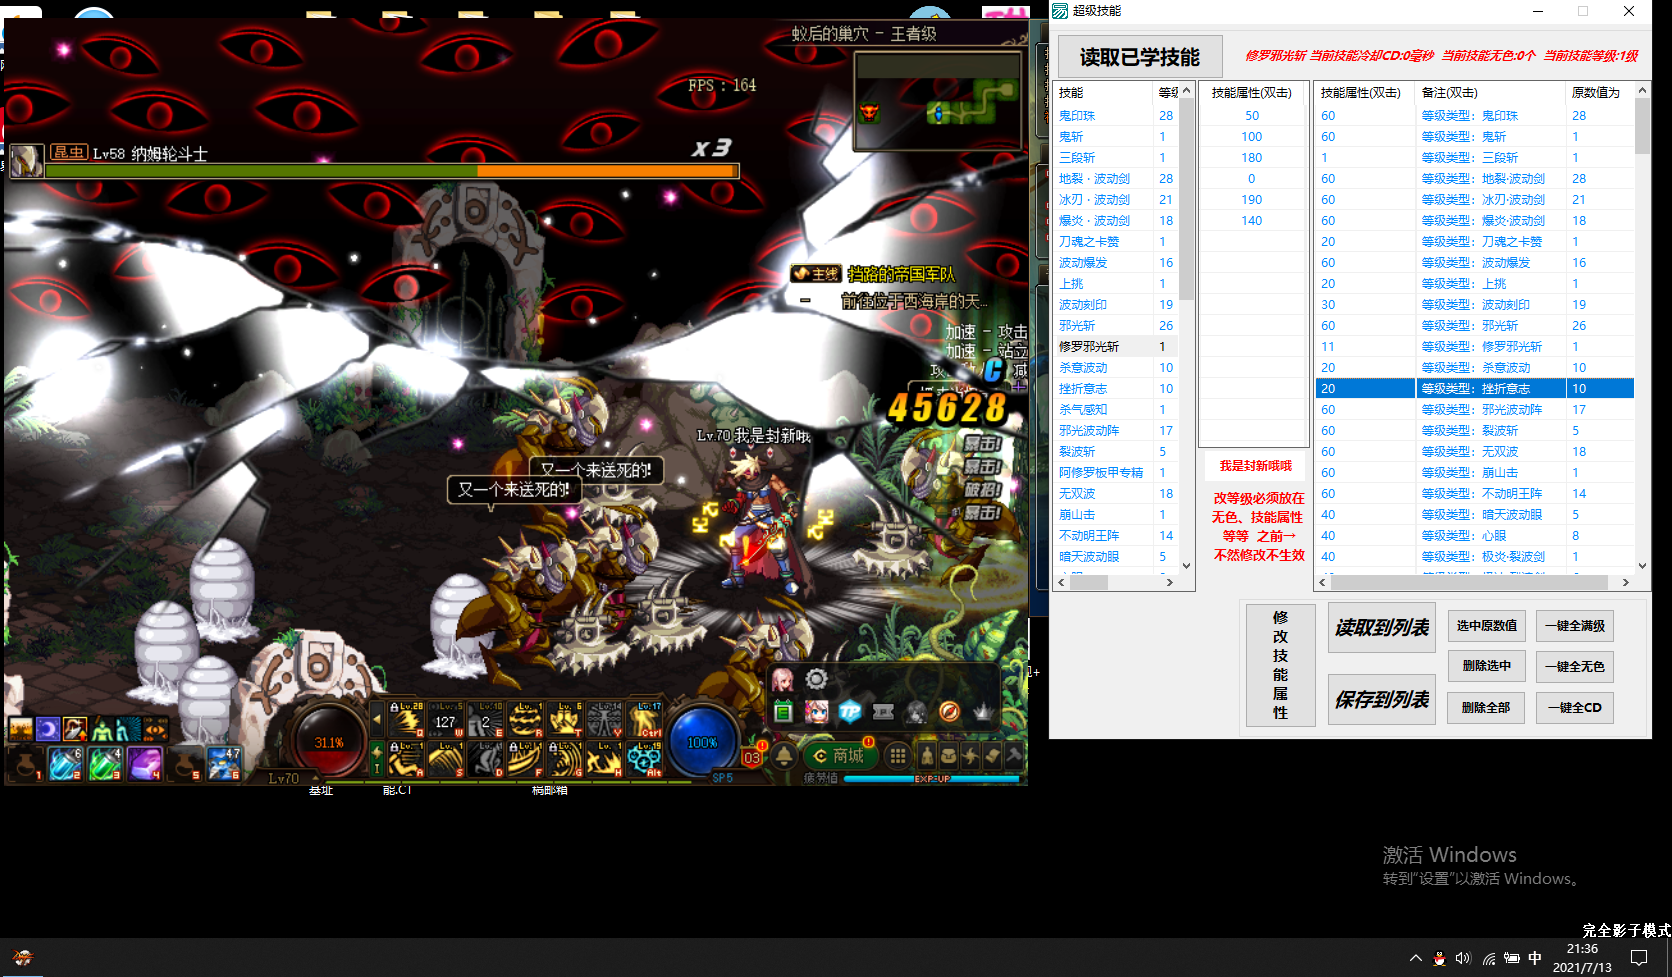 蚁后的巢穴 - 王者级
FPS : 164
昆虫 Lv58 纳姆轮斗士
x 3
主线 挡路的帝国军队
前往位于西海岸的天...
加速 - 攻击
加速 - 站立
45628
暴击!
暴击!
破招!
暴击!
Lv.70 我是封新哦
又一个来送死的!
又一个来送死的!
31.1%
127
2
100%
TP
03
商城
Lv70
SP5
疲劳值
EXP-UP
基址
能.CT
稿邮箱
超级技能
读取已学技能
修罗邪光斩 当前技能冷却CD:0毫秒 当前技能无色:0个 当前技能等级:1级
技能 等级
鬼印珠 28
鬼斩 1
三段斩 1
地裂 · 波动剑 28
冰刃 · 波动剑 21
爆炎 · 波动剑 18
刀魂之卡赞 1
波动爆发 16
上挑 1
波动刻印 19
邪光斩 26
修罗邪光斩 1
杀意波动 10
挫折意志 10
杀气感知 1
邪光波动阵 17
裂波斩 5
阿修罗板甲专精 1
无双波 18
崩山击 1
不动明王阵 14
暗天波动眼 5
技能属性(双击)
50
100
180
0
190
140
我是封新哦哦
改等级必须放在
无色、技能属性
等等 之前→
不然修改不生效
技能属性(双击) 备注(双击) 原数值为
60 等级类型：鬼印珠 28
60 等级类型：鬼斩 1
1 等级类型：三段斩 1
60 等级类型：地裂·波动剑 28
60 等级类型：冰刃·波动剑 21
60 等级类型：爆炎·波动剑 18
20 等级类型：刀魂之卡赞 1
60 等级类型：波动爆发 16
20 等级类型：上挑 1
30 等级类型：波动刻印 19
60 等级类型：邪光斩 26
11 等级类型：修罗邪光斩 1
20 等级类型：杀意波动 10
20 等级类型：挫折意志 10
60 等级类型：邪光波动阵 17
60 等级类型：裂波斩 5
60 等级类型：无双波 18
60 等级类型：崩山击 1
60 等级类型：不动明王阵 14
40 等级类型：暗天波动眼 5
40 等级类型：心眼 8
40 等级类型：极炎·裂波剑 1
修改技能属性
读取到列表
保存到列表
选中原数值
一键全满级
删除选中
一键全无色
删除全部
一键全CD
激活 Windows
转到"设置"以激活 Windows。
完全影子模式
中
21:36
2021/7/13